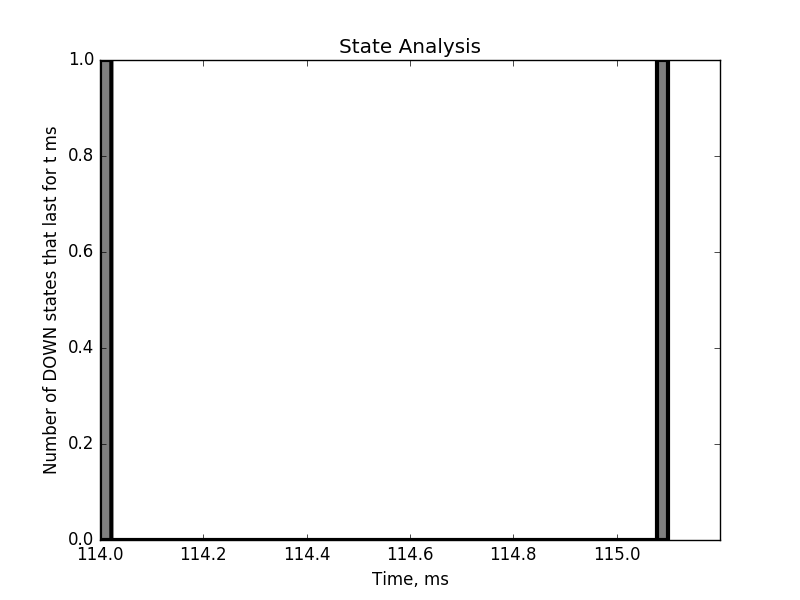 State Analysis
Number of DOWN states that last for t ms
1.0
0.8
0.6
0.4
0.2
0.0
114.0 114.2 114.4 114.6 114.8 115.0
Time, ms